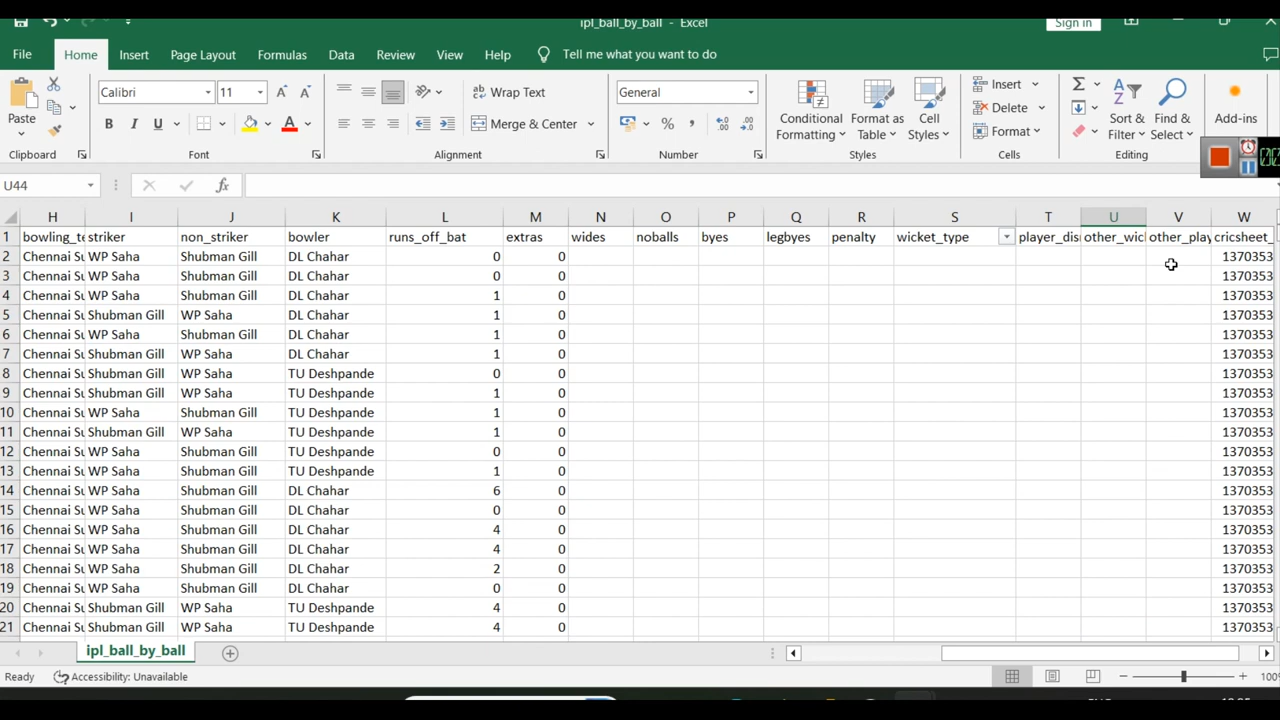 ipl_ball_by_ball - Excel
Sign in
File Home Insert Page Layout Formulas Data Review View Help Tell me what you want to do
Calibri 11 Wrap Text General Insert
Paste B I U Merge & Center % Conditional Formatting Format as Table Cell Styles Delete Format Sort & Filter Find & Select Add-ins
Clipboard Font Alignment Number Styles Cells Editing
U44 fx
H I J K L M N O P Q R S T U V W
1 bowling_te striker non_striker bowler runs_off_bat extras wides noballs byes legbyes penalty wicket_type player_disr other_wick other_play cricsheet_
2 Chennai Su WP Saha Shubman Gill DL Chahar 0 0 1370353
3 Chennai Su WP Saha Shubman Gill DL Chahar 0 0 1370353
4 Chennai Su WP Saha Shubman Gill DL Chahar 1 0 1370353
5 Chennai Su Shubman Gill WP Saha DL Chahar 1 0 1370353
6 Chennai Su WP Saha Shubman Gill DL Chahar 1 0 1370353
7 Chennai Su Shubman Gill WP Saha DL Chahar 1 0 1370353
8 Chennai Su WP Saha Shubman Gill TU Deshpande 0 0 1370353
9 Chennai Su Shubman Gill WP Saha TU Deshpande 1 0 1370353
10 Chennai Su WP Saha Shubman Gill TU Deshpande 1 0 1370353
11 Chennai Su Shubman Gill WP Saha TU Deshpande 1 0 1370353
12 Chennai Su WP Saha Shubman Gill TU Deshpande 0 0 1370353
13 Chennai Su WP Saha Shubman Gill TU Deshpande 1 0 1370353
14 Chennai Su WP Saha Shubman Gill DL Chahar 6 0 1370353
15 Chennai Su WP Saha Shubman Gill DL Chahar 0 0 1370353
16 Chennai Su WP Saha Shubman Gill DL Chahar 4 0 1370353
17 Chennai Su WP Saha Shubman Gill DL Chahar 4 0 1370353
18 Chennai Su WP Saha Shubman Gill DL Chahar 2 0 1370353
19 Chennai Su WP Saha Shubman Gill DL Chahar 0 0 1370353
20 Chennai Su Shubman Gill WP Saha TU Deshpande 4 0 1370353
21 Chennai Su Shubman Gill WP Saha TU Deshpande 4 0 1370353
ipl_ball_by_ball
Ready Accessibility: Unavailable 100%